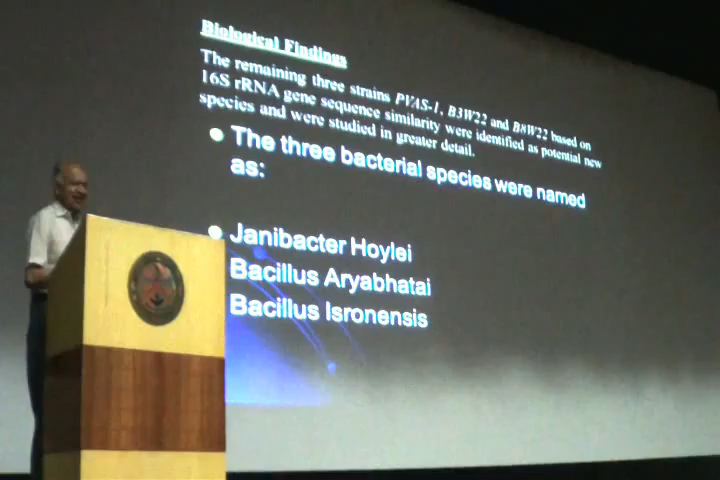 Biological Findings
The remaining three strains PVAS-1, B3W22 and B8W22 based on
16S rRNA gene sequence similarity were identified as potential new
species and were studied in greater detail.
• The three bacterial species were named
as:
• Janibacter Hoylei
Bacillus Aryabhatai
Bacillus Isronensis